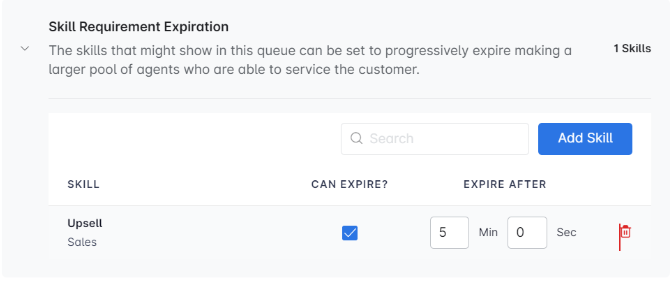 Skill Requirement Expiration
The skills that might show in this queue can be set to progressively expire making a
larger pool of agents who are able to service the customer.
1 Skills
Search
Add Skill
SKILL
CAN EXPIRE?
EXPIRE AFTER
Upsell
Sales
5 Min 0 Sec